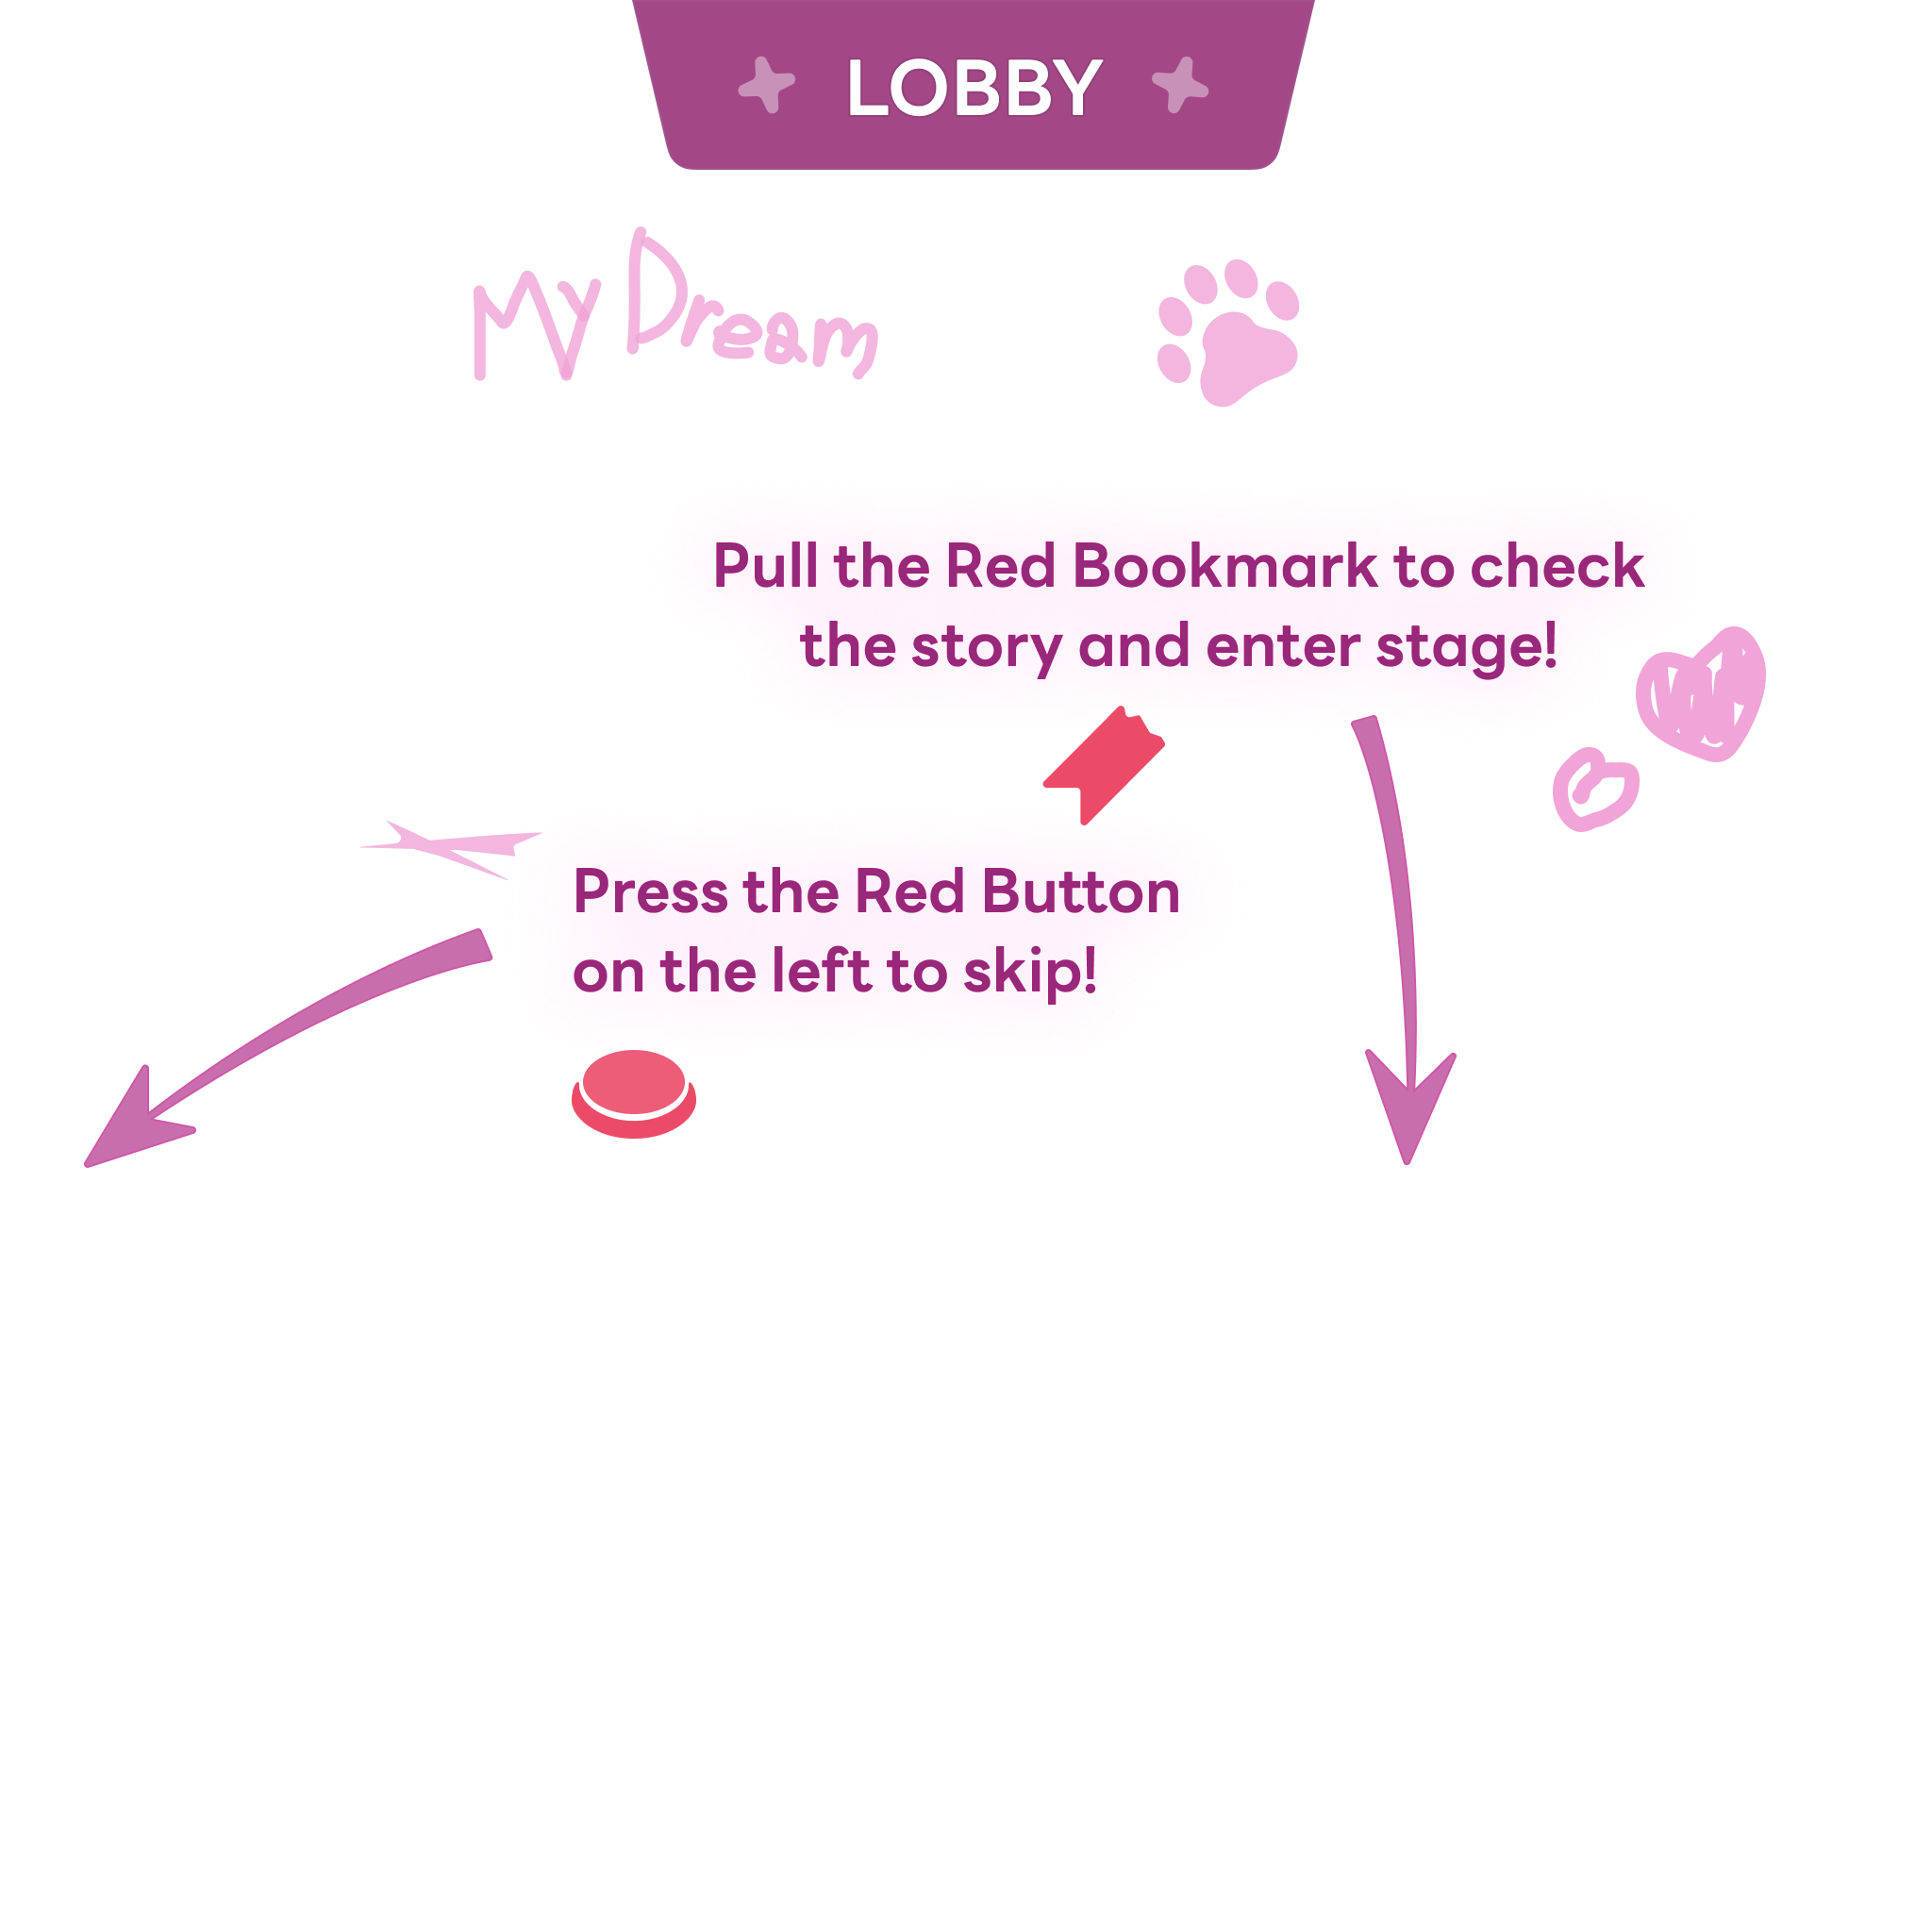 LOBBY
My Dream
Pull the Red Bookmark to check
the story and enter stage!
Press the Red Button
on the left to skip!